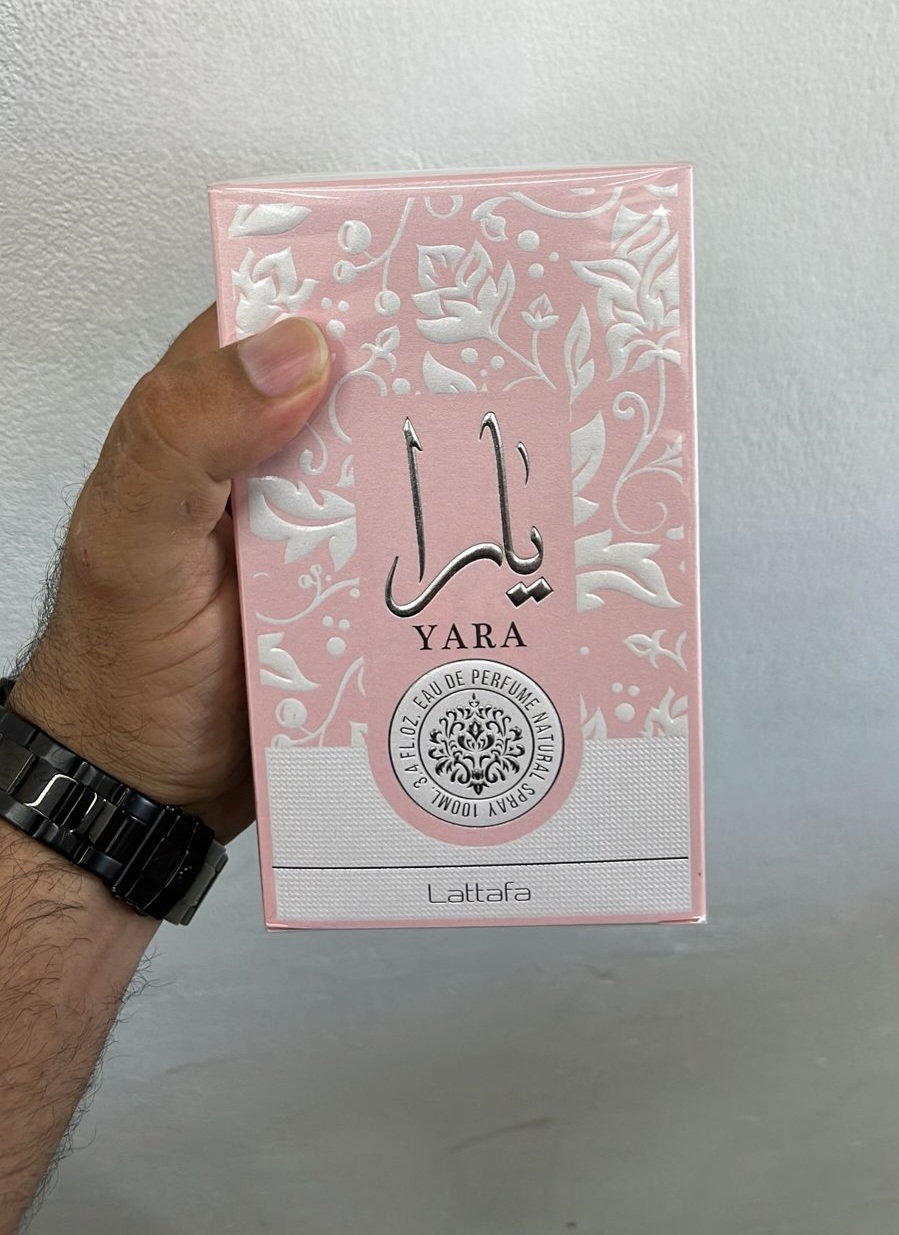 يارا
YARA
EAU DE PERFUME NATURAL SPRAY 100ML. 3.4 FL.OZ.
Lattafa